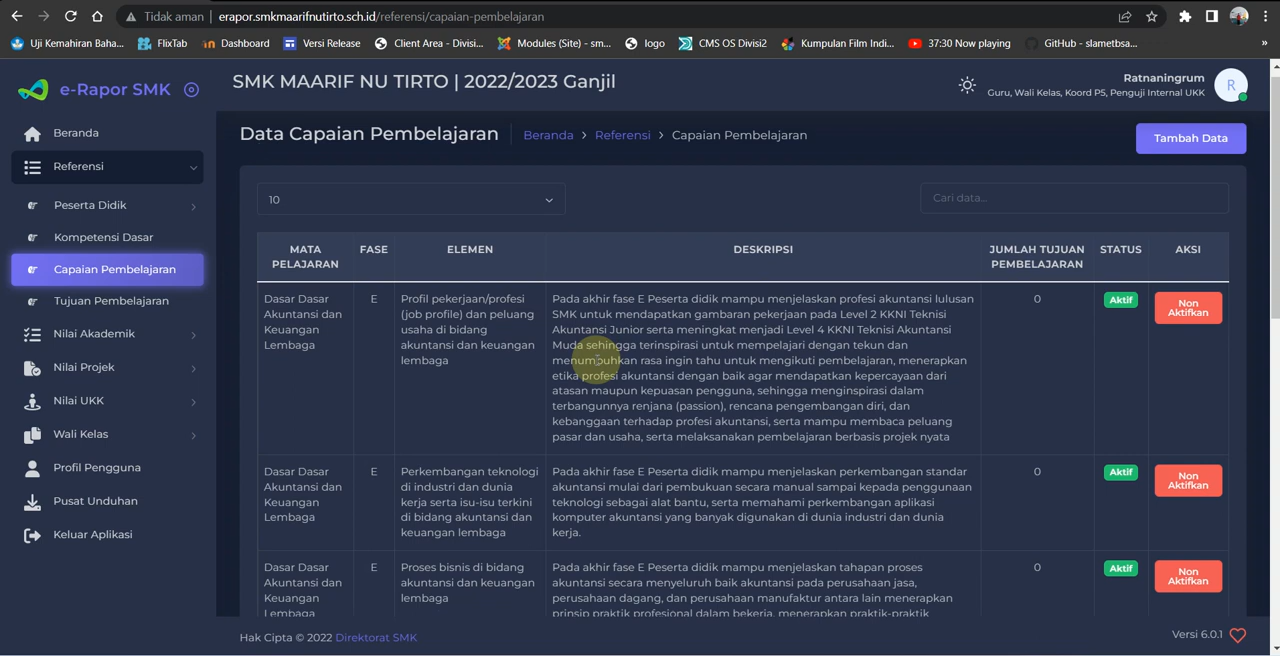 Tidak aman | erapor.smkmaarifnutirto.sch.id/referensi/capaian-pembelajaran
Uji Kemahiran Baha... FlixTab Dashboard Versi Release Client Area - Divisi... Modules (Site) - sm... logo CMS OS Divisi2 Kumpulan Film Indi... 37:30 Now playing GitHub - slametbsa... »
e-Rapor SMK
SMK MAARIF NU TIRTO | 2022/2023 Ganjil
Ratnaningrum
Guru, Wali Kelas, Koord P5, Penguji Internal UKK
R
Beranda
Referensi
Peserta Didik
Kompetensi Dasar
Capaian Pembelajaran
Tujuan Pembelajaran
Nilai Akademik
Nilai Projek
Nilai UKK
Wali Kelas
Profil Pengguna
Pusat Unduhan
Keluar Aplikasi
Data Capaian Pembelajaran
Beranda > Referensi > Capaian Pembelajaran
Tambah Data
10
Cari data...
MATA PELAJARAN
FASE
ELEMEN
DESKRIPSI
JUMLAH TUJUAN PEMBELAJARAN
STATUS
AKSI
Dasar Dasar
Akuntansi dan
Keuangan
Lembaga
E
Profil pekerjaan/profesi
(job profile) dan peluang
usaha di bidang
akuntansi dan keuangan
lembaga
Pada akhir fase E Peserta didik mampu menjelaskan profesi akuntansi lulusan
SMK untuk mendapatkan gambaran pekerjaan pada Level 2 KKNI Teknisi
Akuntansi Junior serta meningkat menjadi Level 4 KKNI Teknisi Akuntansi
Muda sehingga terinspirasi untuk mempelajari dengan tekun dan
menumbuhkan rasa ingin tahu untuk mengikuti pembelajaran, menerapkan
etika profesi akuntansi dengan baik agar mendapatkan kepercayaan dari
atasan maupun kepuasan pengguna, sehingga menginspirasi dalam
terbangunnya renjana (passion), rencana pengembangan diri, dan
kebanggaan terhadap profesi akuntansi, serta mampu membaca peluang
pasar dan usaha, serta melaksanakan pembelajaran berbasis projek nyata
0
Aktif
Non
Aktifkan
Dasar Dasar
Akuntansi dan
Keuangan
Lembaga
E
Perkembangan teknologi
di industri dan dunia
kerja serta isu-isu terkini
di bidang akuntansi dan
keuangan lembaga
Pada akhir fase E Peserta didik mampu menjelaskan perkembangan standar
akuntansi mulai dari pembukuan secara manual sampai kepada penggunaan
teknologi sebagai alat bantu, serta memahami perkembangan aplikasi
komputer akuntansi yang banyak digunakan di dunia industri dan dunia
kerja.
0
Aktif
Non
Aktifkan
Dasar Dasar
Akuntansi dan
Keuangan
Lembaga
E
Proses bisnis di bidang
akuntansi dan keuangan
lembaga
Pada akhir fase E Peserta didik mampu menjelaskan tahapan proses
akuntansi secara menyeluruh baik akuntansi pada perusahaan jasa,
perusahaan dagang, dan perusahaan manufaktur antara lain menerapkan
prinsip praktik profesional dalam bekerja, menerapkan praktik-praktik
0
Aktif
Non
Aktifkan
Hak Cipta © 2022 Direktorat SMK
Versi 6.0.1